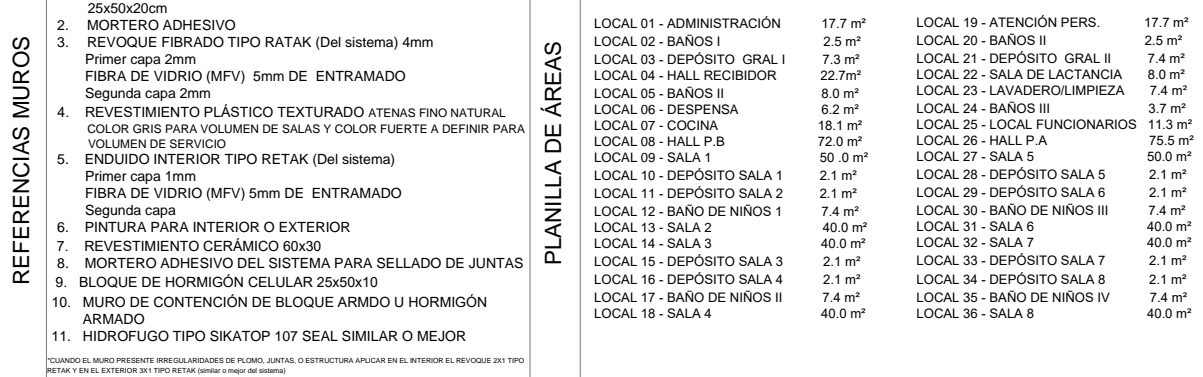 REFERENCIAS MUROS
25x50x20cm
2. MORTERO ADHESIVO
3. REVOQUE FIBRADO TIPO RATAK (Del sistema) 4mm
Primer capa 2mm
FIBRA DE VIDRIO (MFV) 5mm DE ENTRAMADO
Segunda capa 2mm
4. REVESTIMIENTO PLÁSTICO TEXTURADO ATENAS FINO NATURAL
COLOR GRIS PARA VOLUMEN DE SALAS Y COLOR FUERTE A DEFINIR PARA
VOLUMEN DE SERVICIO
5. ENDUIDO INTERIOR TIPO RETAK (Del sistema)
Primer capa 1mm
FIBRA DE VIDRIO (MFV) 5mm DE ENTRAMADO
Segunda capa
6. PINTURA PARA INTERIOR O EXTERIOR
7. REVESTIMIENTO CERÁMICO 60x30
8. MORTERO ADHESIVO DEL SISTEMA PARA SELLADO DE JUNTAS
9. BLOQUE DE HORMIGÓN CELULAR 25x50x10
10. MURO DE CONTENCIÓN DE BLOQUE ARMDO U HORMIGÓN
ARMADO
11. HIDROFUGO TIPO SIKATOP 107 SEAL SIMILAR O MEJOR
*CUANDO EL MURO PRESENTE IRREGULARIDADES DE PLOMO, JUNTAS, O ESTRUCTURA APLICAR EN EL INTERIOR EL REVOQUE 2X1 TIPO
RETAK Y EN EL EXTERIOR 3X1 TIPO RETAK (similar o mejor del sistema)
PLANILLA DE ÁREAS
LOCAL 01 - ADMINISTRACIÓN 17.7 m²
LOCAL 02 - BAÑOS I 2.5 m²
LOCAL 03 - DEPÓSITO GRAL I 7.3 m²
LOCAL 04 - HALL RECIBIDOR 22.7m²
LOCAL 05 - BAÑOS II 8.0 m²
LOCAL 06 - DESPENSA 6.2 m²
LOCAL 07 - COCINA 18.1 m²
LOCAL 08 - HALL P.B 72.0 m²
LOCAL 09 - SALA 1 50 .0 m²
LOCAL 10 - DEPÓSITO SALA 1 2.1 m²
LOCAL 11 - DEPÓSITO SALA 2 2.1 m²
LOCAL 12 - BAÑO DE NIÑOS 1 7.4 m²
LOCAL 13 - SALA 2 40.0 m²
LOCAL 14 - SALA 3 40.0 m²
LOCAL 15 - DEPÓSITO SALA 3 2.1 m²
LOCAL 16 - DEPÓSITO SALA 4 2.1 m²
LOCAL 17 - BAÑO DE NIÑOS II 7.4 m²
LOCAL 18 - SALA 4 40.0 m²
LOCAL 19 - ATENCIÓN PERS. 17.7 m²
LOCAL 20 - BAÑOS II 2.5 m²
LOCAL 21 - DEPÓSITO GRAL II 7.4 m²
LOCAL 22 - SALA DE LACTANCIA 8.0 m²
LOCAL 23 - LAVADERO/LIMPIEZA 7.4 m²
LOCAL 24 - BAÑOS III 3.7 m²
LOCAL 25 - LOCAL FUNCIONARIOS 11.3 m²
LOCAL 26 - HALL P.A 75.5 m²
LOCAL 27 - SALA 5 50.0 m²
LOCAL 28 - DEPÓSITO SALA 5 2.1 m²
LOCAL 29 - DEPÓSITO SALA 6 2.1 m²
LOCAL 30 - BAÑO DE NIÑOS III 7.4 m²
LOCAL 31 - SALA 6 40.0 m²
LOCAL 32 - SALA 7 40.0 m²
LOCAL 33 - DEPÓSITO SALA 7 2.1 m²
LOCAL 34 - DEPÓSITO SALA 8 2.1 m²
LOCAL 35 - BAÑO DE NIÑOS IV 7.4 m²
LOCAL 36 - SALA 8 40.0 m²